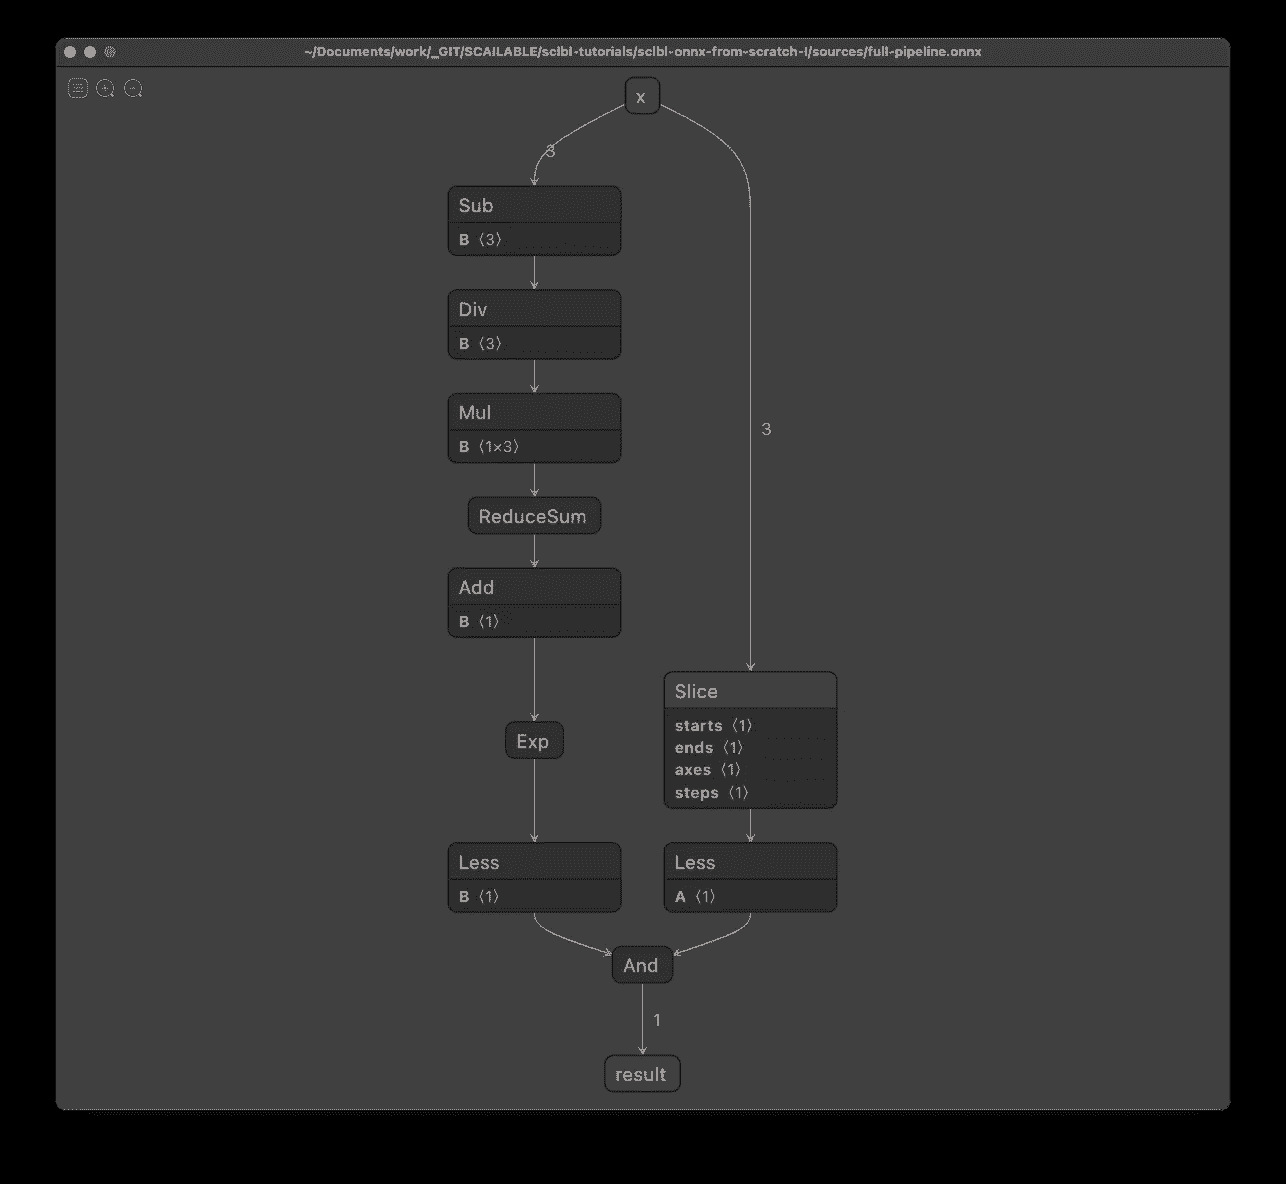 ~/Documents/work/_GIT/SCAILABLE/sclbl-tutorials/sclbl-onnx-from-scratch-I/sources/full-pipeline.onnx
x
3
Sub
B ⟨3⟩
Div
B ⟨3⟩
Mul
B ⟨1×3⟩
3
ReduceSum
Add
B ⟨1⟩
Slice
starts ⟨1⟩
ends ⟨1⟩
axes ⟨1⟩
steps ⟨1⟩
Exp
Less
B ⟨1⟩
Less
A ⟨1⟩
And
1
result